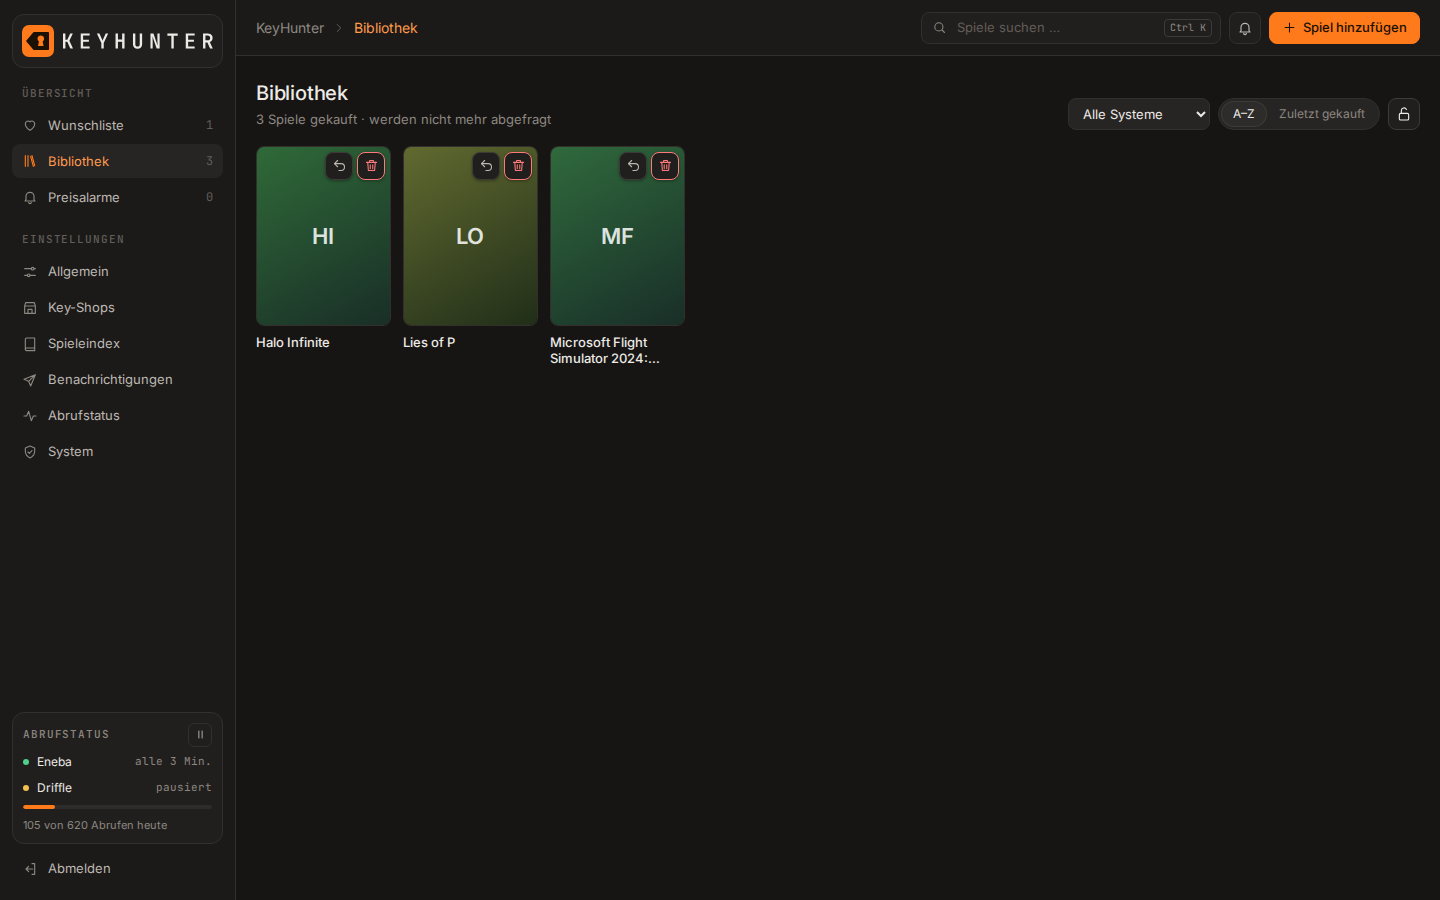 KEYHUNTER
ÜBERSICHT
Wunschliste 1
Bibliothek 3
Preisalarme 0
EINSTELLUNGEN
Allgemein
Key-Shops
Spieleindex
Benachrichtigungen
Abrufstatus
System
ABRUFSTATUS
Eneba alle 3 Min.
Driffle pausiert
105 von 620 Abrufen heute
Abmelden
KeyHunter > Bibliothek
Spiele suchen ... Ctrl K
Spiel hinzufügen
Bibliothek
3 Spiele gekauft · werden nicht mehr abgefragt
Alle Systeme
A–Z Zuletzt gekauft
HI
LO
MF
Halo Infinite
Lies of P
Microsoft Flight
Simulator 2024:...